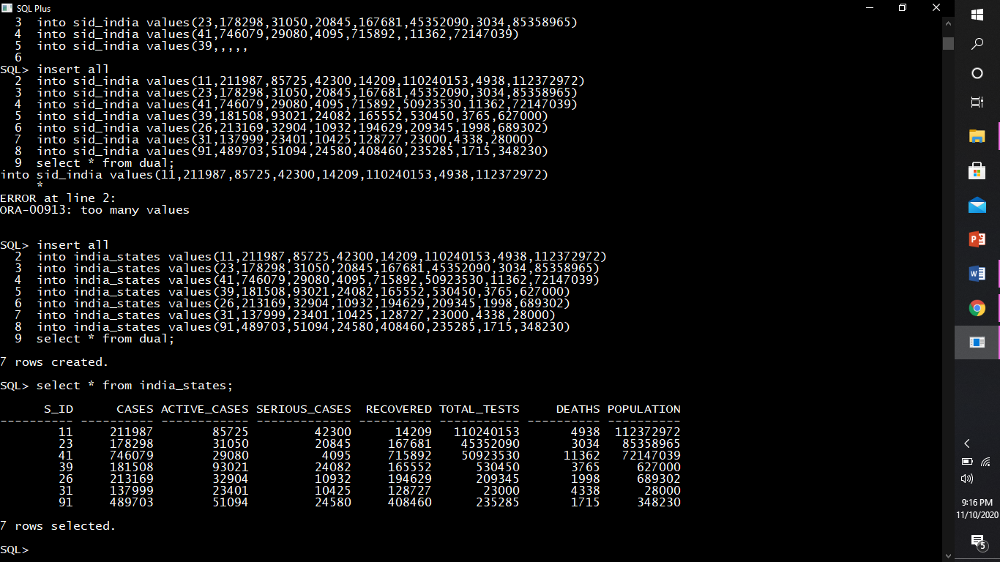 SQL Plus
  3  into sid_india values(23,178298,31050,20845,167681,45352090,3034,85358965)
  4  into sid_india values(41,746079,29080,4095,715892,,11362,72147039)
  5  into sid_india values(39,,,,,
  6
SQL> insert all
  2  into sid_india values(11,211987,85725,42300,14209,110240153,4938,112372972)
  3  into sid_india values(23,178298,31050,20845,167681,45352090,3034,85358965)
  4  into sid_india values(41,746079,29080,4095,715892,50923530,11362,72147039)
  5  into sid_india values(39,181508,93021,24082,165552,530450,3765,627000)
  6  into sid_india values(26,213169,32904,10932,194629,209345,1998,689302)
  7  into sid_india values(31,137999,23401,10425,128727,23000,4338,28000)
  8  into sid_india values(91,489703,51094,24580,408460,235285,1715,348230)
  9  select * from dual;
into sid_india values(11,211987,85725,42300,14209,110240153,4938,112372972)
     *
ERROR at line 2:
ORA-00913: too many values
SQL> insert all
  2  into india_states values(11,211987,85725,42300,14209,110240153,4938,112372972)
  3  into india_states values(23,178298,31050,20845,167681,45352090,3034,85358965)
  4  into india_states values(41,746079,29080,4095,715892,50923530,11362,72147039)
  5  into india_states values(39,181508,93021,24082,165552,530450,3765,627000)
  6  into india_states values(26,213169,32904,10932,194629,209345,1998,689302)
  7  into india_states values(31,137999,23401,10425,128727,23000,4338,28000)
  8  into india_states values(91,489703,51094,24580,408460,235285,1715,348230)
  9  select * from dual;
7 rows created.
SQL> select * from india_states;
      S_ID      CASES ACTIVE_CASES SERIOUS_CASES  RECOVERED TOTAL_TESTS     DEATHS POPULATION
---------- ---------- ------------ ------------- ---------- ----------- ---------- ----------
        11     211987        85725         42300      14209   110240153       4938  112372972
        23     178298        31050         20845     167681    45352090       3034   85358965
        41     746079        29080          4095     715892    50923530      11362   72147039
        39     181508        93021         24082     165552      530450       3765     627000
        26     213169        32904         10932     194629      209345       1998     689302
        31     137999        23401         10425     128727       23000       4338      28000
        91     489703        51094         24580     408460      235285       1715     348230
7 rows selected.
SQL>
9:16 PM
11/10/2020
5